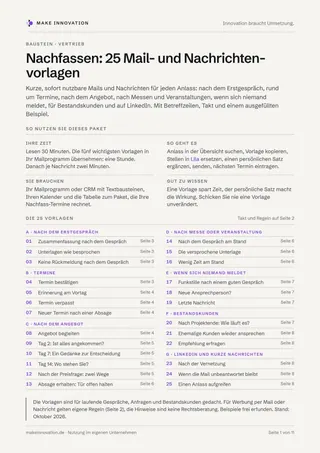 MAKE INNOVATION
Innovation braucht Umsetzung.
BAUSTEIN · VERTRIEB
Nachfassen: 25 Mail- und Nachrichten-
vorlagen
Kurze, sofort nutzbare Mails und Nachrichten für jeden Anlass: nach dem Erstgespräch, rund
um Termine, nach dem Angebot, nach Messen und Veranstaltungen, wenn sich niemand
meldet, für Bestandskunden und auf LinkedIn. Mit Betreffzeilen, Takt und einem ausgefüllten
Beispiel.
SO NUTZEN SIE DIESES PAKET
IHRE ZEIT
Lesen 30 Minuten. Die fünf wichtigsten Vorlagen in
Ihr Mailprogramm übernehmen: eine Stunde.
Danach je Nachricht zwei Minuten.
SO GEHT ES
Anlass in der Übersicht suchen, Vorlage kopieren,
Stellen in Lila ersetzen, einen persönlichen Satz
ergänzen, senden, nächsten Termin eintragen.
SIE BRAUCHEN
Ihr Mailprogramm oder CRM mit Textbausteinen,
Ihren Kalender und die Tabelle zum Paket, die Ihre
Nachfass-Termine rechnet.
GUT ZU WISSEN
Eine Vorlage spart Zeit, der persönliche Satz macht
die Wirkung. Schicken Sie nie eine Vorlage
unverändert.
DIE 25 VORLAGEN
Takt und Regeln auf Seite 2
A · NACH DEM ERSTGESPRÄCH
01 Zusammenfassung nach dem Gespräch Seite 3
02 Unterlagen wie besprochen Seite 3
03 Keine Rückmeldung nach dem Gespräch Seite 3
B · TERMINE
04 Termin bestätigen Seite 4
05 Erinnerung am Vortag Seite 4
06 Termin verpasst Seite 4
07 Neuer Termin nach einer Absage Seite 4
C · NACH DEM ANGEBOT
08 Angebot begleiten Seite 4
09 Tag 2: Ist alles angekommen? Seite 5
10 Tag 7: Ein Gedanke zur Entscheidung Seite 5
11 Tag 14: Wo stehen Sie? Seite 5
12 Nach der Preisfrage: zwei Wege Seite 5
13 Absage erhalten: Tür offen halten Seite 6
D · NACH MESSE ODER VERANSTALTUNG
14 Nach dem Gespräch am Stand Seite 6
15 Die versprochene Unterlage Seite 6
16 Wenig Zeit am Stand Seite 6
E · WENN SICH NIEMAND MELDET
17 Funkstille nach einem guten Gespräch Seite 7
18 Neue Ansprechperson? Seite 7
19 Letzte Nachricht Seite 7
F · BESTANDSKUNDEN
20 Nach Projektende: Wie läuft es? Seite 7
21 Ehemalige Kunden wieder ansprechen Seite 8
22 Empfehlung erfragen Seite 8
G · LINKEDIN UND KURZE NACHRICHTEN
23 Nach der Vernetzung Seite 8
24 Wenn die Mail unbeantwortet bleibt Seite 8
25 Einen Anlass aufgreifen Seite 8
Die Vorlagen sind für laufende Gespräche, Anfragen und Bestandskunden gedacht. Für Werbung per Mail oder
Nachricht gelten eigene Regeln (Seite 2), die Hinweise sind keine Rechtsberatung. Beispiele frei erfunden. Stand:
Oktober 2026.
makeinnovation.de · Nutzung im eigenen Unternehmen
Seite 1 von 11